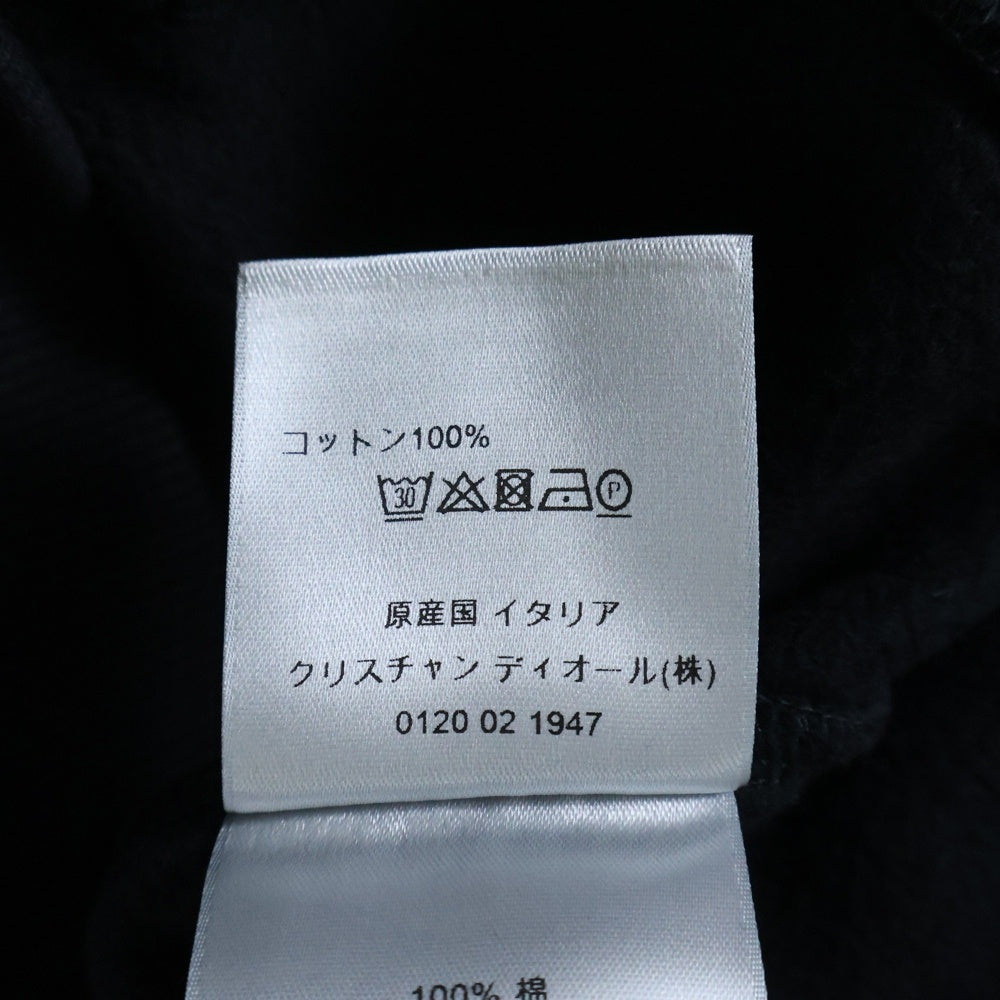 コットン100%
30 P
原産国 イタリア
クリスチャン ディオール(株)
0120 02 1947
100% 棉